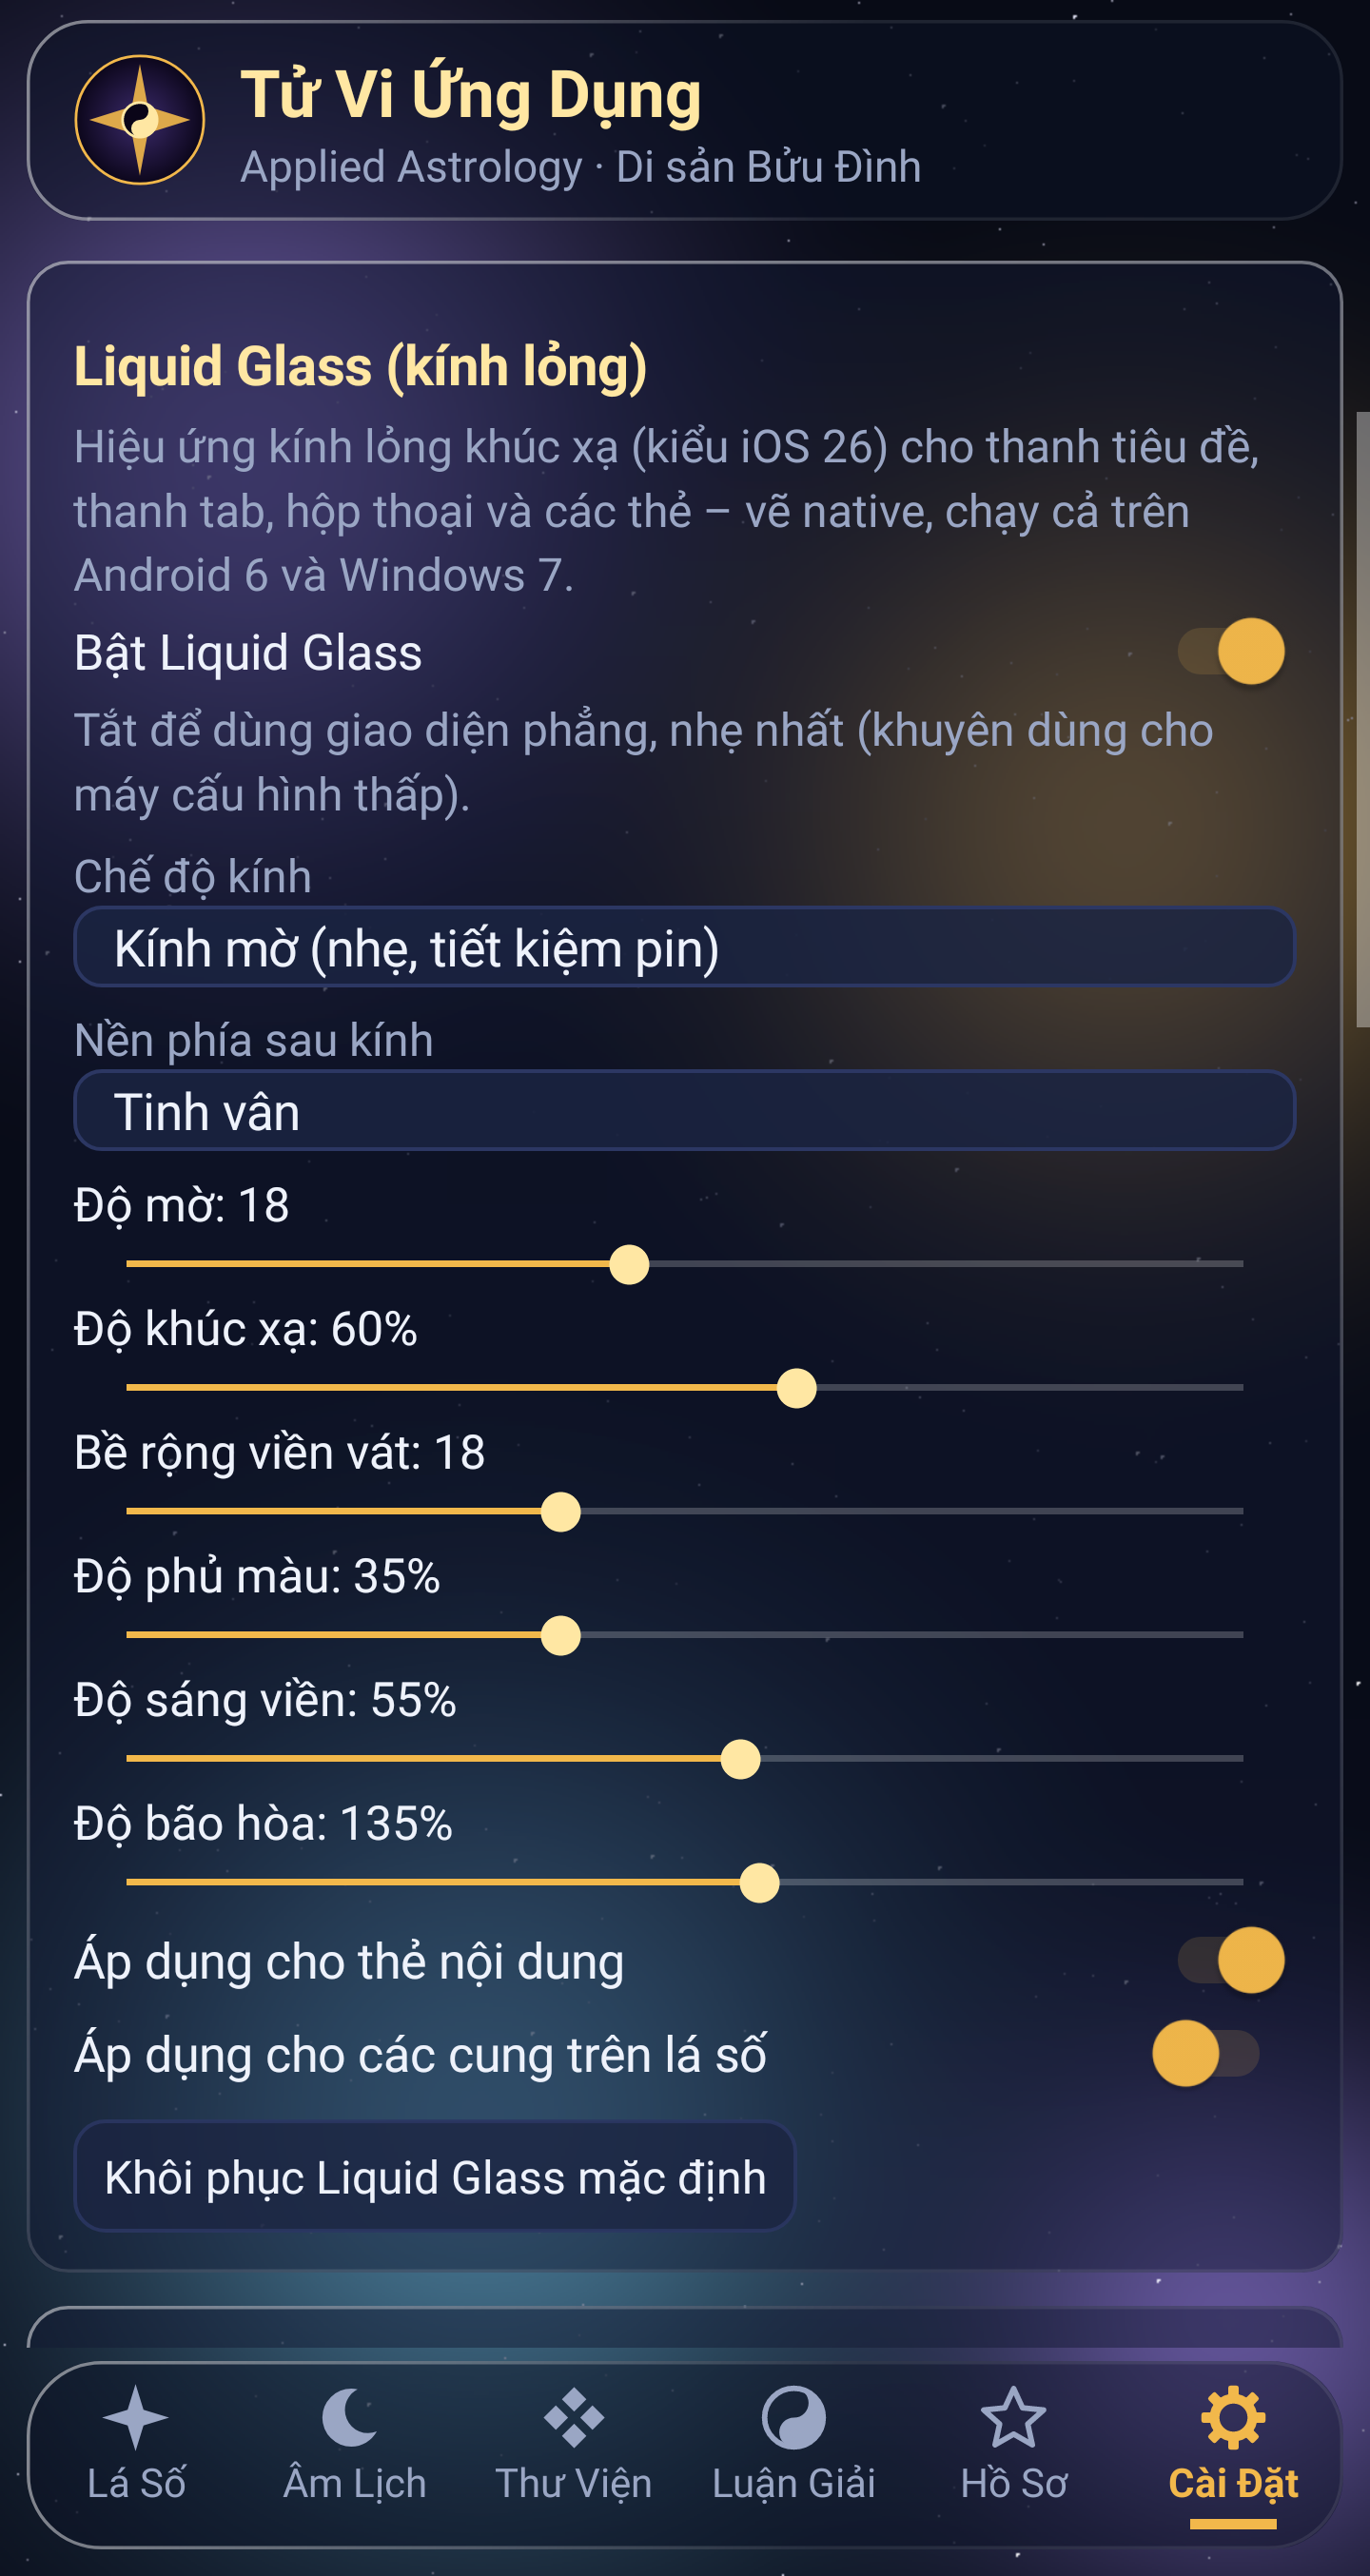 Tử Vi Ứng Dụng
Applied Astrology · Di sản Bửu Đình
Liquid Glass (kính lỏng)
Hiệu ứng kính lỏng khúc xạ (kiểu iOS 26) cho thanh tiêu đề,
thanh tab, hộp thoại và các thẻ – vẽ native, chạy cả trên
Android 6 và Windows 7.
Bật Liquid Glass
Tắt để dùng giao diện phẳng, nhẹ nhất (khuyên dùng cho
máy cấu hình thấp).
Chế độ kính
Kính mờ (nhẹ, tiết kiệm pin)
Nền phía sau kính
Tinh vân
Độ mờ: 18
Độ khúc xạ: 60%
Bề rộng viền vát: 18
Độ phủ màu: 35%
Độ sáng viền: 55%
Độ bão hòa: 135%
Áp dụng cho thẻ nội dung
Áp dụng cho các cung trên lá số
Khôi phục Liquid Glass mặc định
Lá Số Âm Lịch Thư Viện Luận Giải Hồ Sơ Cài Đặt